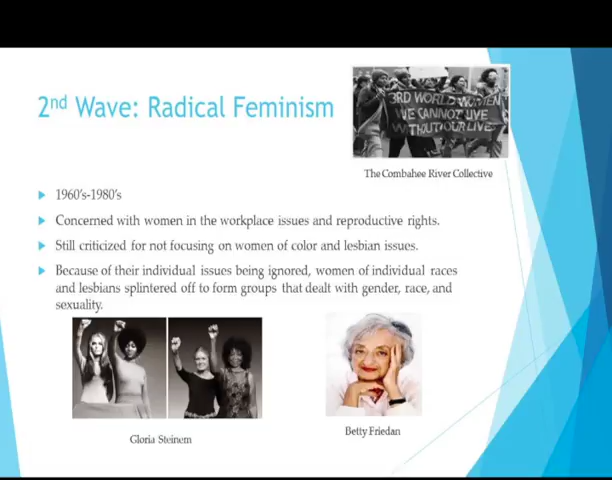 2nd Wave: Radical Feminism
3RD WORLD WOMEN
WE CANNOT LIVE
WITHOUT OUR LIVES
The Combahee River Collective
1960's-1980's
Concerned with women in the workplace issues and reproductive rights.
Still criticized for not focusing on women of color and lesbian issues.
Because of their individual issues being ignored, women of individual races
and lesbians splintered off to form groups that dealt with gender, race, and
sexuality.
Gloria Steinem
Betty Friedan